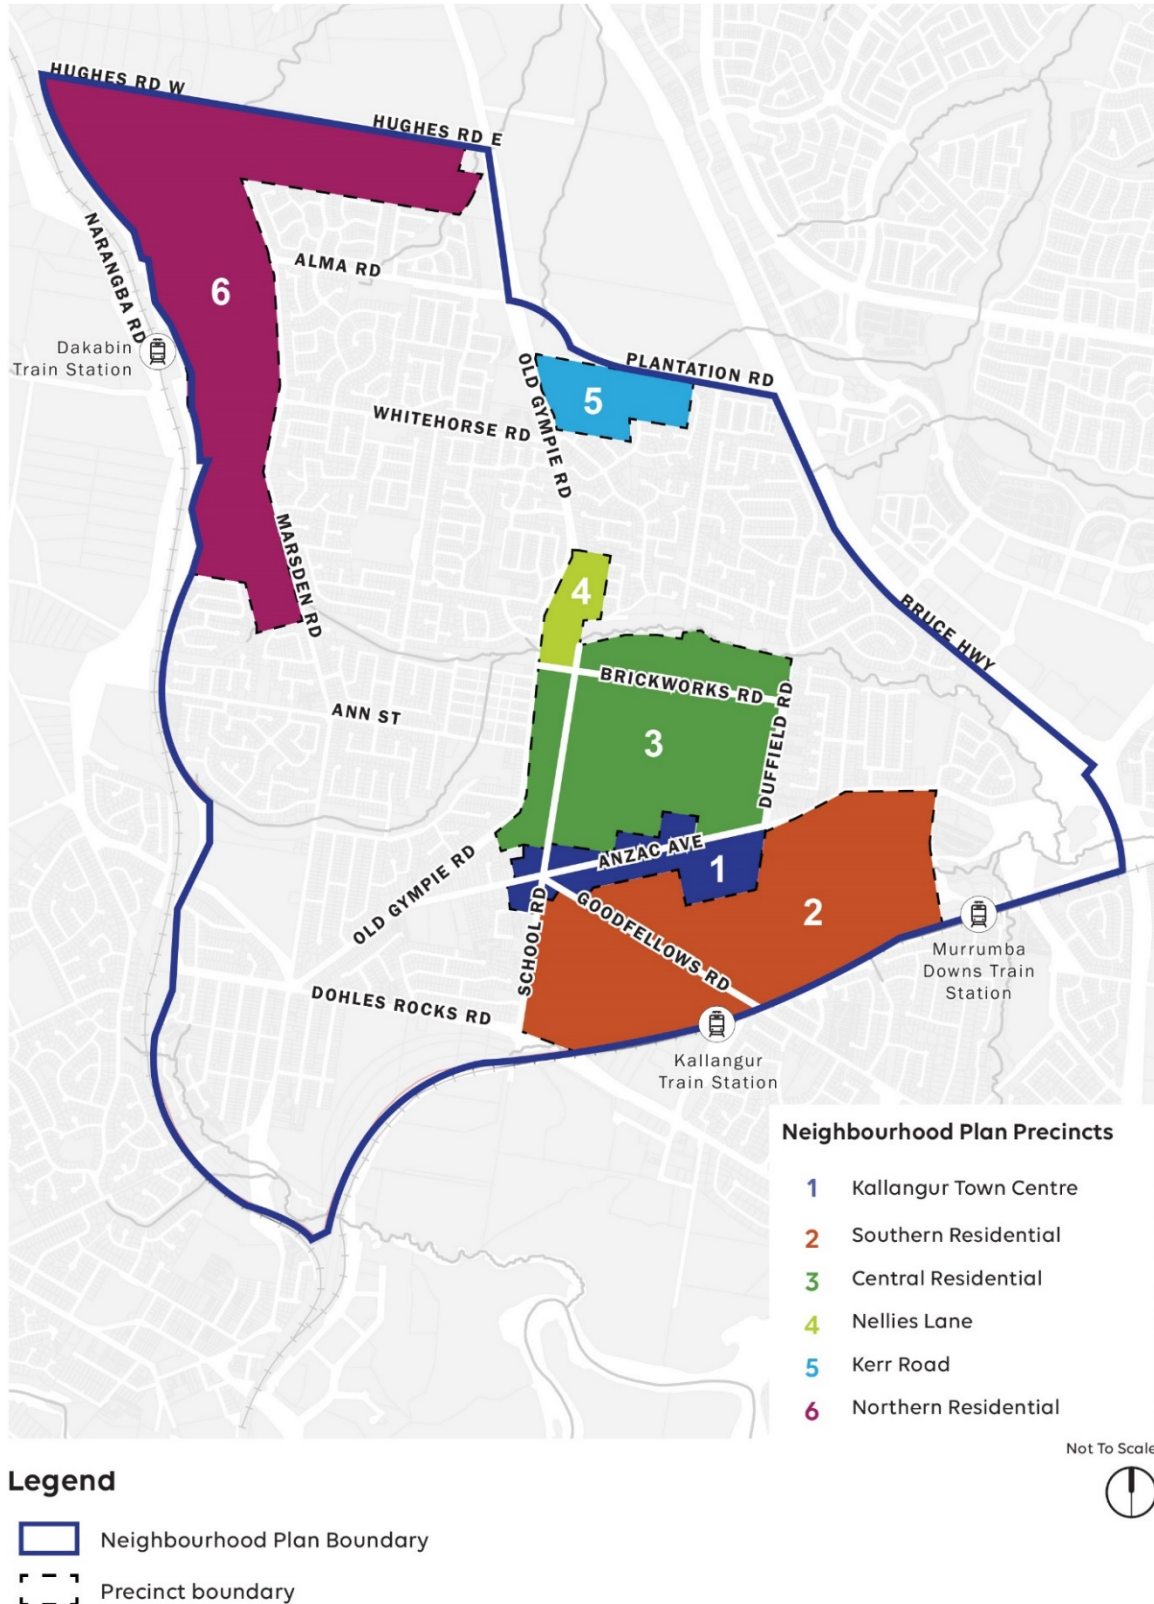 HUGHES RD W
HUGHES RD E
NARANGBA RD
ALMA RD
6
Dakabin
Train Station
OLD GYMPIE RD
PLANTATION RD
5
WHITEHORSE RD
MARSDEN RD
4
BRUCE HWY
BRICKWORKS RD
ANN ST
3
DUFFIELD RD
ANZAC AVE
1
OLD GYMPIE RD
SCHOOL RD
GOODFELLOWS RD
2
DOHLES ROCKS RD
Murrumba
Downs Train
Station
Kallangur
Train Station
Neighbourhood Plan Precincts
1 Kallangur Town Centre
2 Southern Residential
3 Central Residential
4 Nellies Lane
5 Kerr Road
6 Northern Residential
Not To Scale
Legend
Neighbourhood Plan Boundary
Precinct boundary